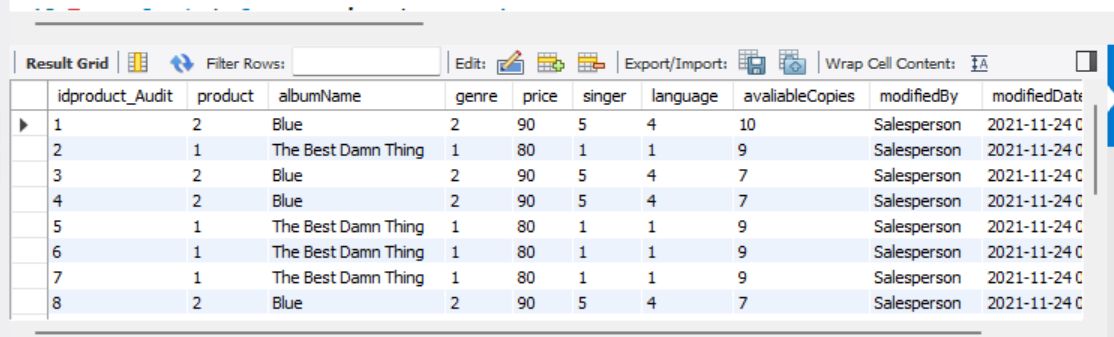 Result Grid Filter Rows: Edit: Export/Import: Wrap Cell Content:
idproduct_Audit product albumName genre price singer language avaliableCopies modifiedBy modifiedDate
1 2 Blue 2 90 5 4 10 Salesperson 2021-11-24 0
2 1 The Best Damn Thing 1 80 1 1 9 Salesperson 2021-11-24 0
3 2 Blue 2 90 5 4 7 Salesperson 2021-11-24 0
4 2 Blue 2 90 5 4 7 Salesperson 2021-11-24 0
5 1 The Best Damn Thing 1 80 1 1 9 Salesperson 2021-11-24 0
6 1 The Best Damn Thing 1 80 1 1 9 Salesperson 2021-11-24 0
7 1 The Best Damn Thing 1 80 1 1 9 Salesperson 2021-11-24 0
8 2 Blue 2 90 5 4 7 Salesperson 2021-11-24 0